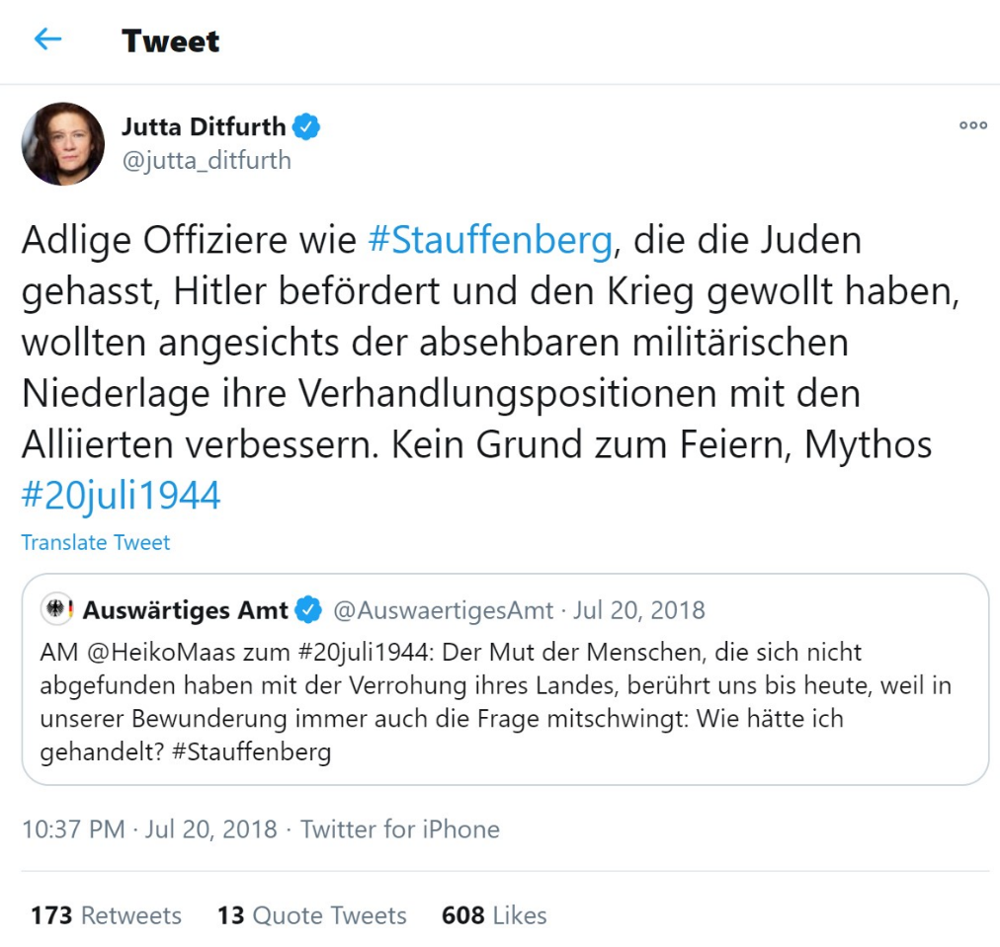 Tweet
Jutta Ditfurth
@jutta_ditfurth
Adlige Offiziere wie #Stauffenberg, die die Juden
gehasst, Hitler befördert und den Krieg gewollt haben,
wollten angesichts der absehbaren militärischen
Niederlage ihre Verhandlungspositionen mit den
Alliierten verbessern. Kein Grund zum Feiern, Mythos
#20juli1944
Translate Tweet
Auswärtiges Amt @AuswaertigesAmt · Jul 20, 2018
AM @HeikoMaas zum #20juli1944: Der Mut der Menschen, die sich nicht
abgefunden haben mit der Verrohung ihres Landes, berührt uns bis heute, weil in
unserer Bewunderung immer auch die Frage mitschwingt: Wie hätte ich
gehandelt? #Stauffenberg
10:37 PM · Jul 20, 2018 · Twitter for iPhone
173 Retweets 13 Quote Tweets 608 Likes